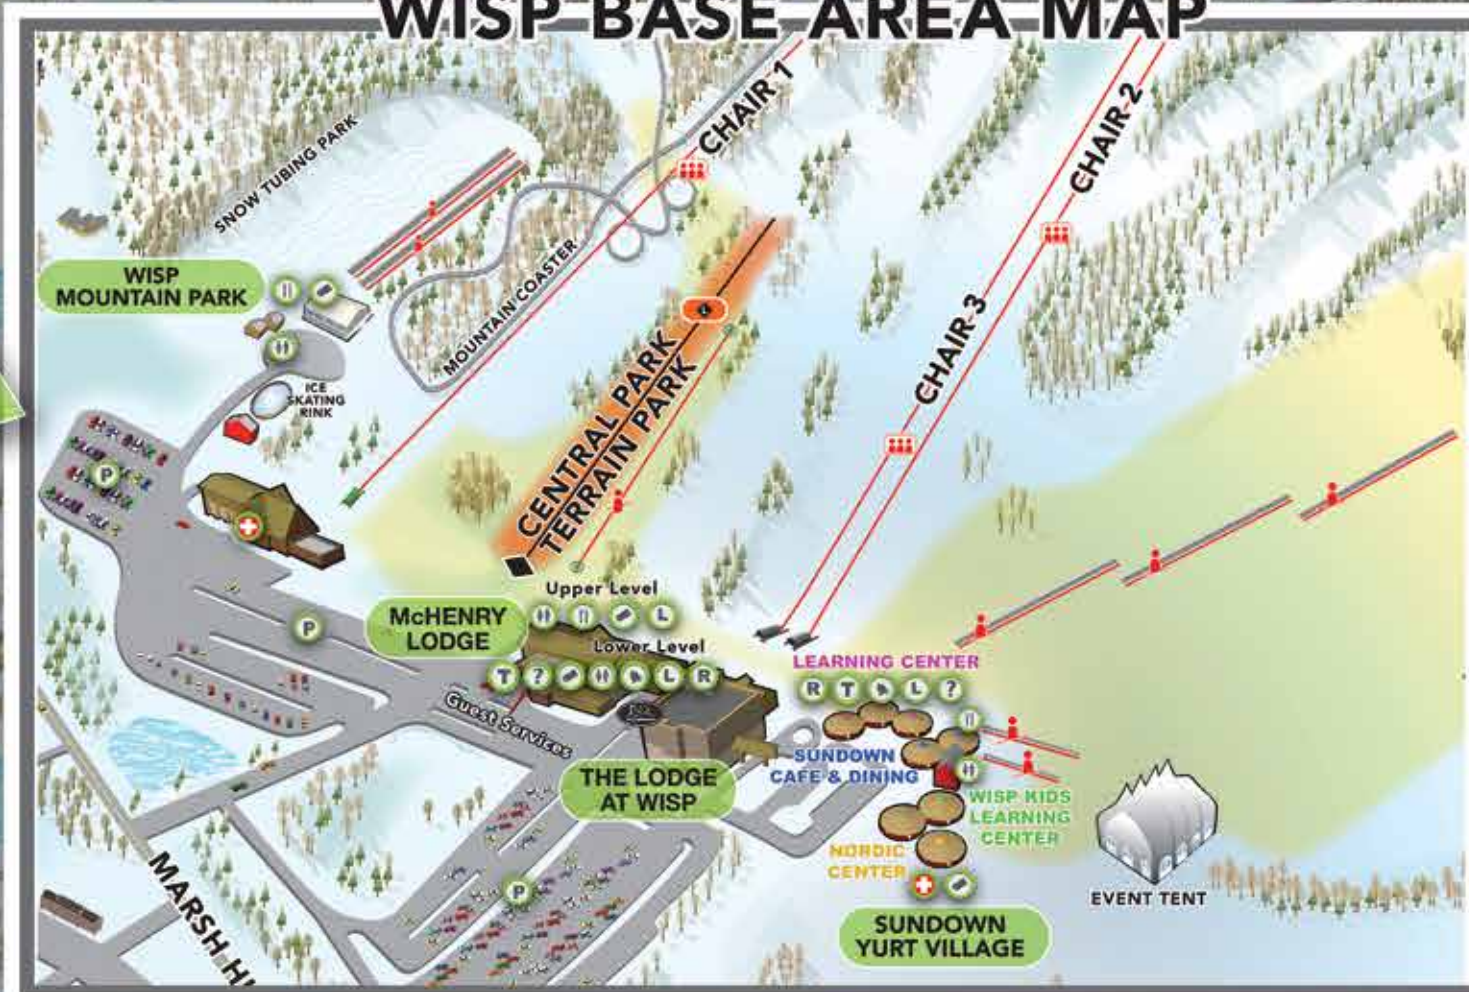 WISP BASE AREA MAP
CHAIR 1
CHAIR-2
SNOW TUBING PARK
WISP
MOUNTAIN PARK
MOUNTAIN COASTER
CHAIR-3
ICE
SKATING
RINK
CENTRAL PARK
TERRAIN PARK
L
P
Upper Level
L
McHENRY
LODGE
P
Lower Level
T ? L R
LEARNING CENTER
R T L ?
Guest Services
SUNDOWN
CAFE & DINING
THE LODGE
AT WISP
WISP KIDS
LEARNING
CENTER
NORDIC
CENTER
P
EVENT TENT
MARSH HI
SUNDOWN
YURT VILLAGE